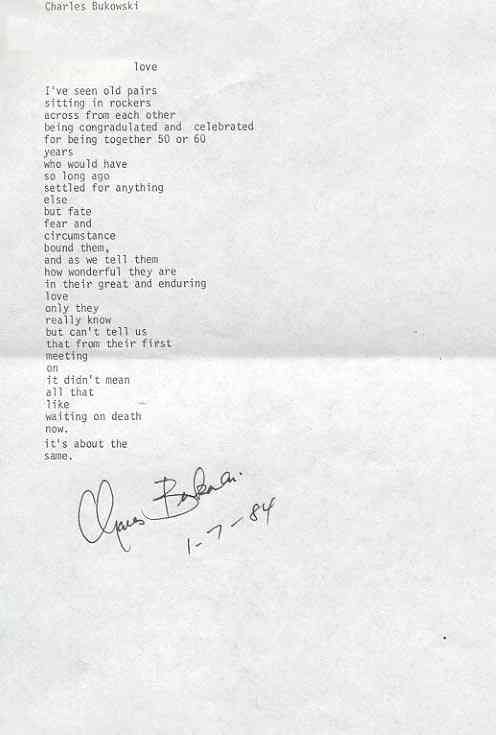 Charles Bukowski
love
I've seen old pairs
sitting in rockers
across from each other
being congradulated and celebrated
for being together 50 or 60
years
who would have
so long ago
settled for anything
else
but fate
fear and
circumstance
bound them,
and as we tell them
how wonderful they are
in their great and enduring
love
only they
really know
but can't tell us
that from their first
meeting
on
it didn't mean
all that
like
waiting on death
now.
it's about the
same.
Charles Bukowski
1-7-84